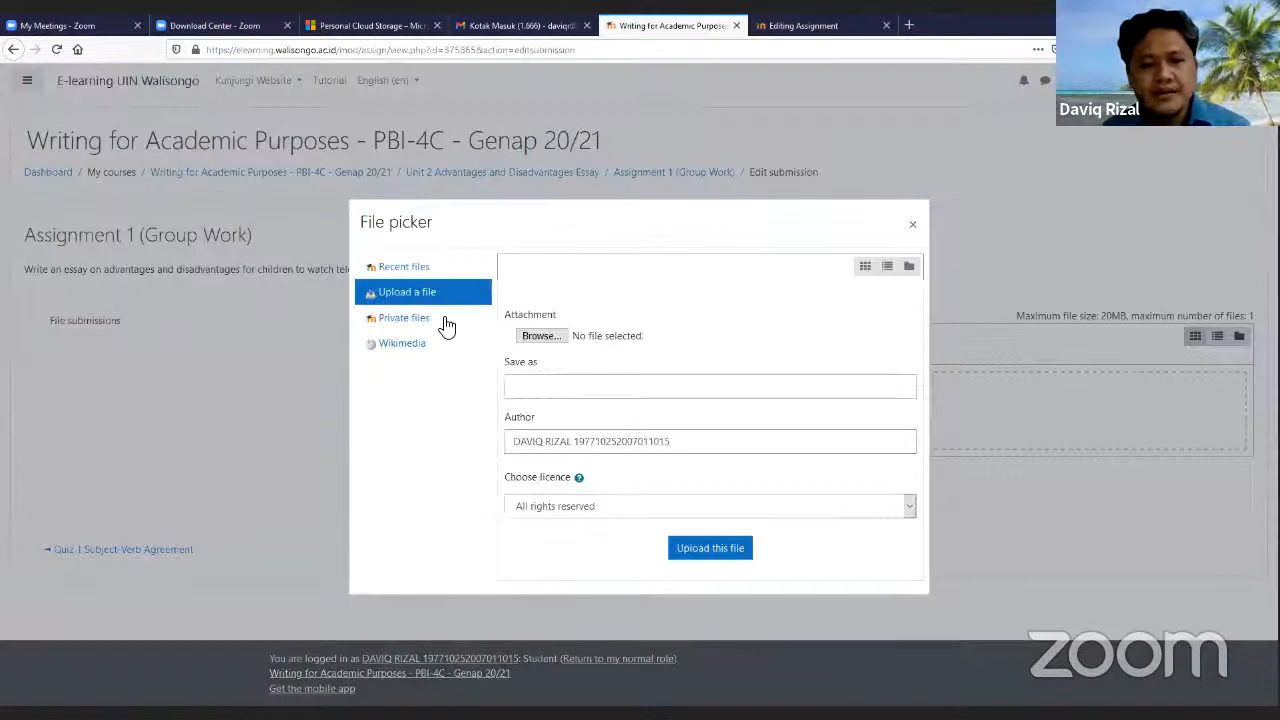 My Meetings - Zoom
Download Center - Zoom
Personal Cloud Storage – Micr
Kotak Masuk (1.666) - daviqrd
Writing for Academic Purposes
Editing Assignment
https://elearning.walisongo.ac.id/mod/assign/view.php?id=375865&action=editsubmission
E-learning UIN Walisongo
Kunjungi Website
Tutorial
English (en)
Daviq Rizal
Writing for Academic Purposes - PBI-4C - Genap 20/21
Dashboard / My courses / Writing for Academic Purposes - PBI-4C - Genap 20/21 / Unit 2 Advantages and Disadvantages Essay / Assignment 1 (Group Work) / Edit submission
Assignment 1 (Group Work)
Write an essay on advantages and disadvantages for children to watch
File submissions
Maximum file size: 20MB, maximum number of files: 1
File picker
×
Recent files
Upload a file
Private files
Wikimedia
Attachment
Browse... No file selected.
Save as
Author
DAVIQ RIZAL 197710252007011015
Choose licence
All rights reserved
Upload this file
◄ Quiz 1 Subject-Verb Agreement
You are logged in as DAVIQ RIZAL 197710252007011015: Student (Return to my normal role)
Writing for Academic Purposes - PBI-4C - Genap 20/21
Get the mobile app
zoom